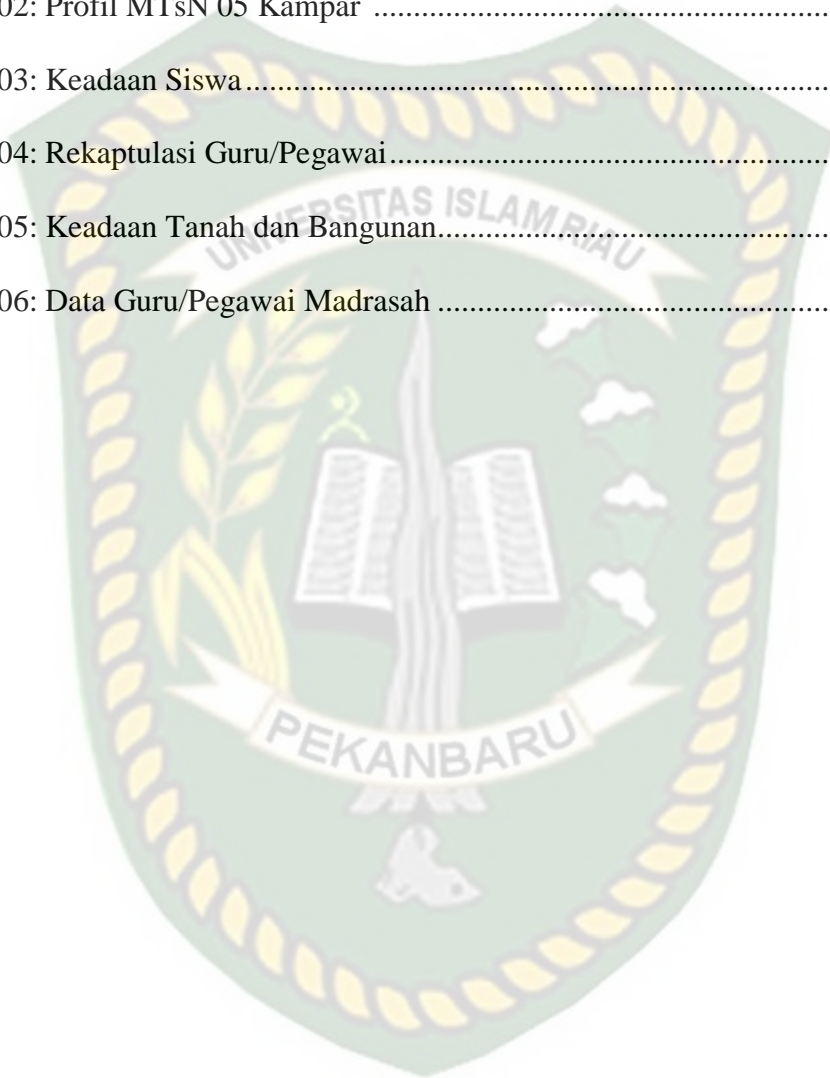 02: Profil MTsN 05 Kampar ........................................................
03: Keadaan Siswa ........................................................................
04: Rekaptulasi Guru/Pegawai ......................................................
UNIVERSITAS ISLAM RIAU
05: Keadaan Tanah dan Bangunan ................................................
06: Data Guru/Pegawai Madrasah ................................................
PEKANBARU